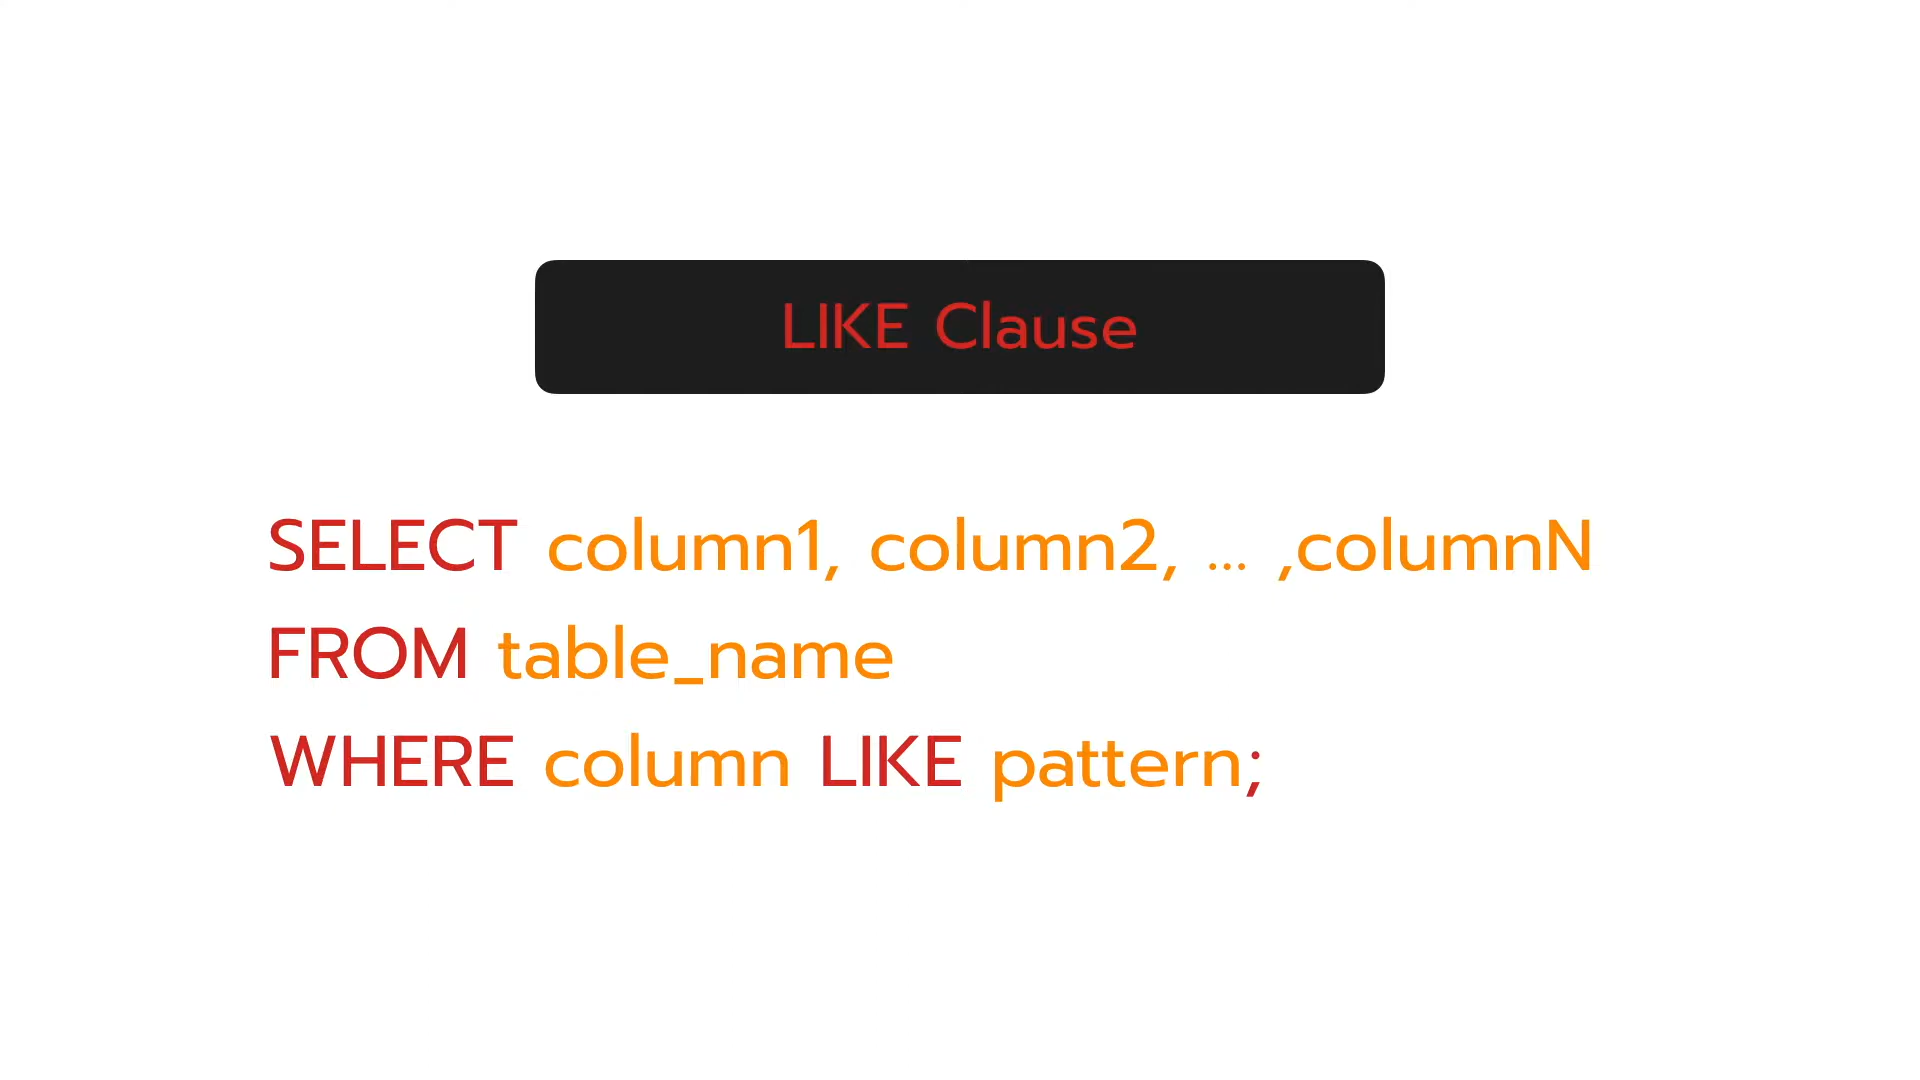 LIKE Clause
SELECT column1, column2, ... ,columnN
FROM table_name
WHERE column LIKE pattern;